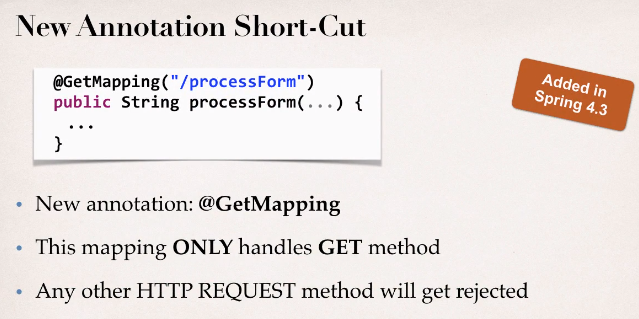 New Annotation Short-Cut
@GetMapping("/processForm")
public String processForm(...) {
...
}
Added in
Spring 4.3
• New annotation: @GetMapping
• This mapping ONLY handles GET method
• Any other HTTP REQUEST method will get rejected